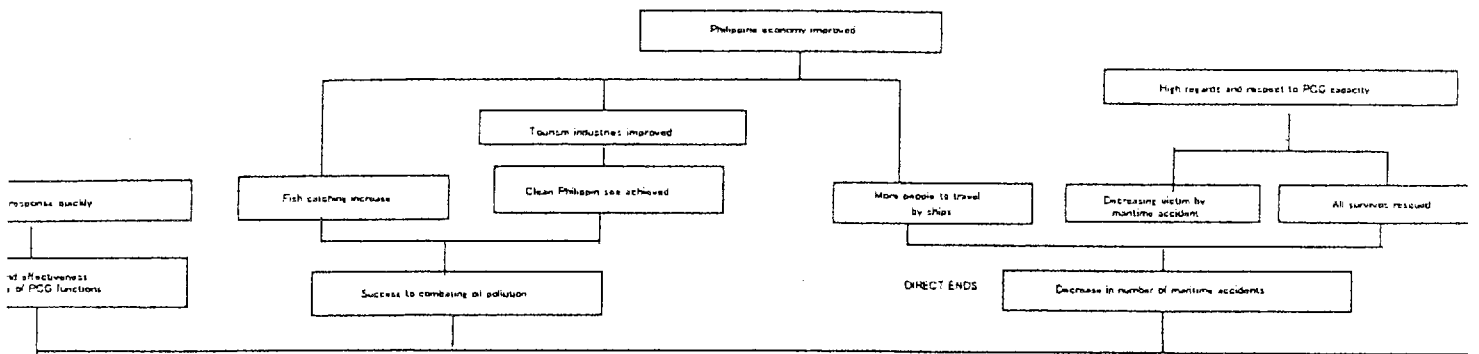 Philippine economy improved
High regards and respect to PCG capacity
Tourism industries improved
response quickly
Fish catching increase
Clean Philippin sea achieved
More people to travel
by ships
Decreasing victim by
maritime accident
All survivos rescued
nd effectiveness
of PCG functions
Success to combating oil pollution
DIRECT ENDS
Decrease in number of maritime accidents